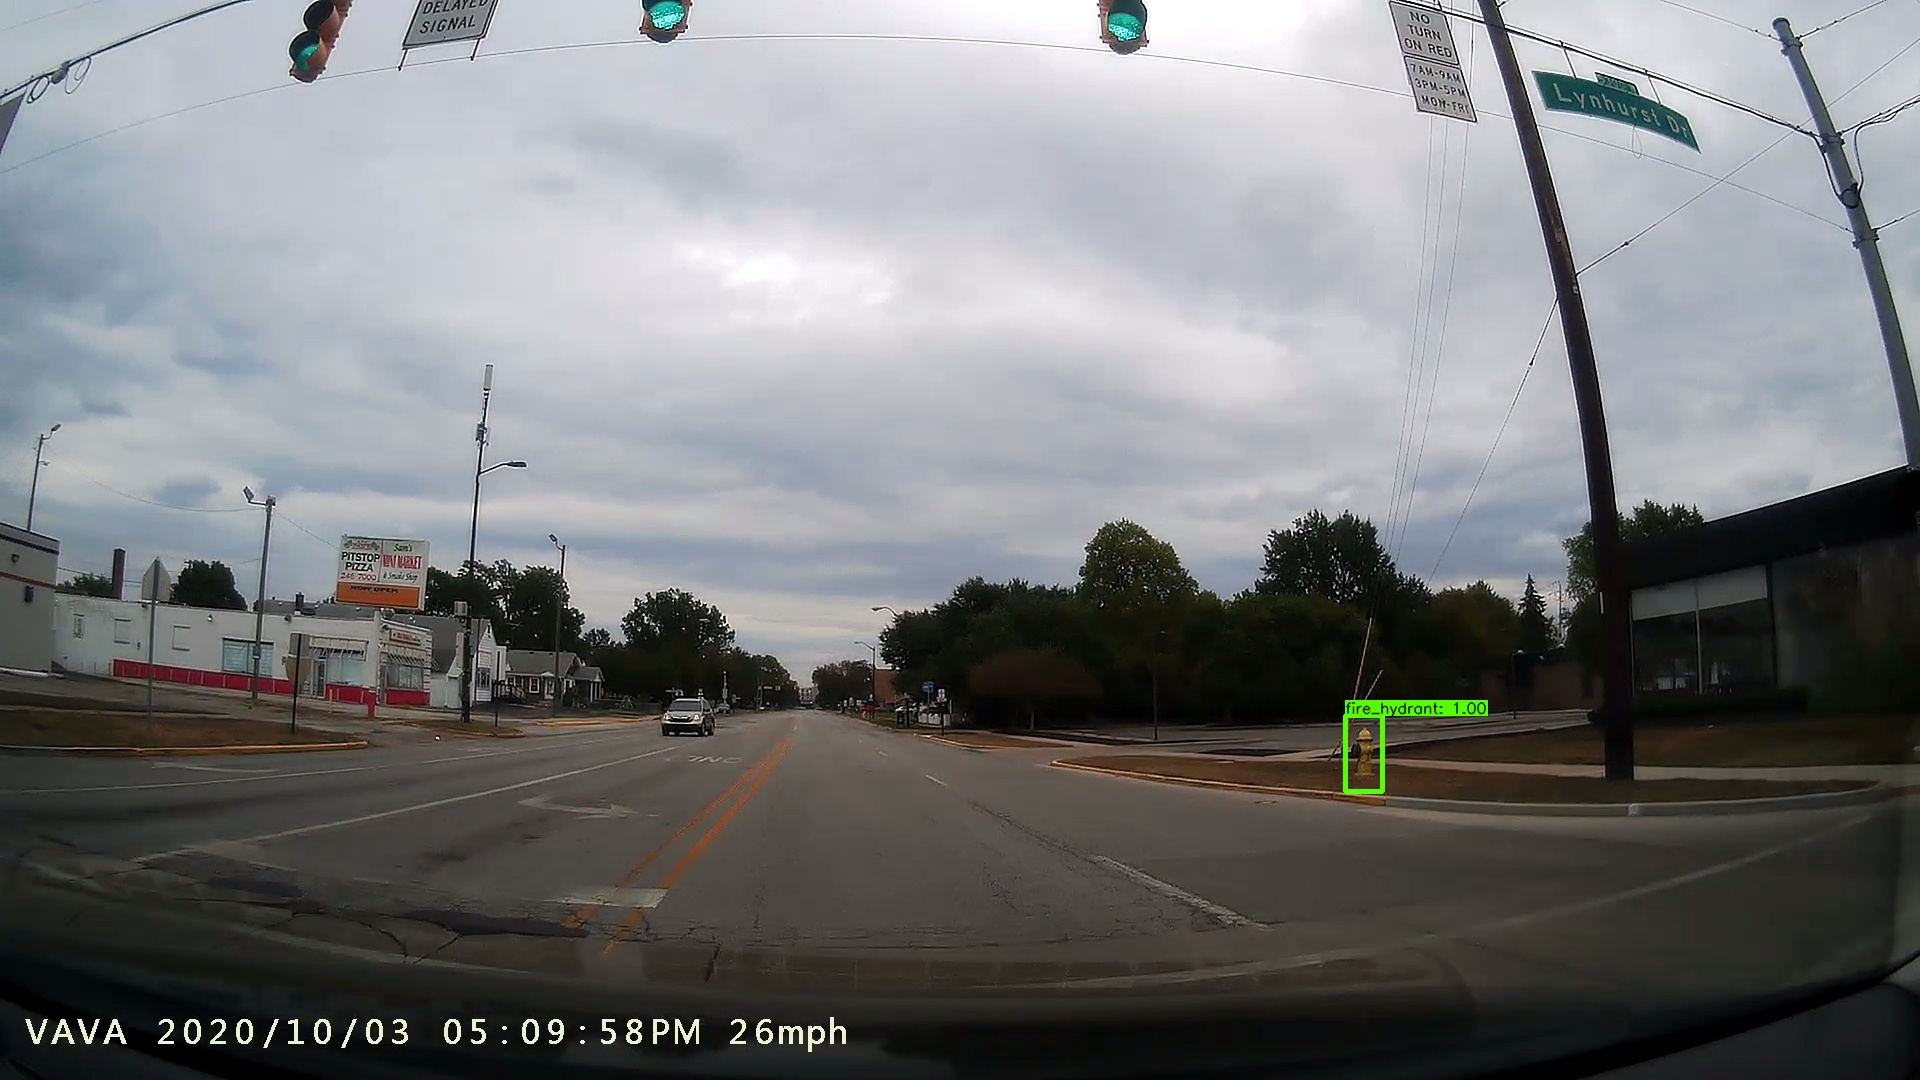 DELAYED
SIGNAL
NO
TURN
ON RED
7AM-9AM
3PM-5PM
MON-FRI
Lynhurst Dr
PITSTOP
PIZZA
Sam's
MINI MARKET
& Smoke Shop
NOW OPEN
fire_hydrant: 1.00
ONLY
VAVA 2020/10/03 05:09:58PM 26mph